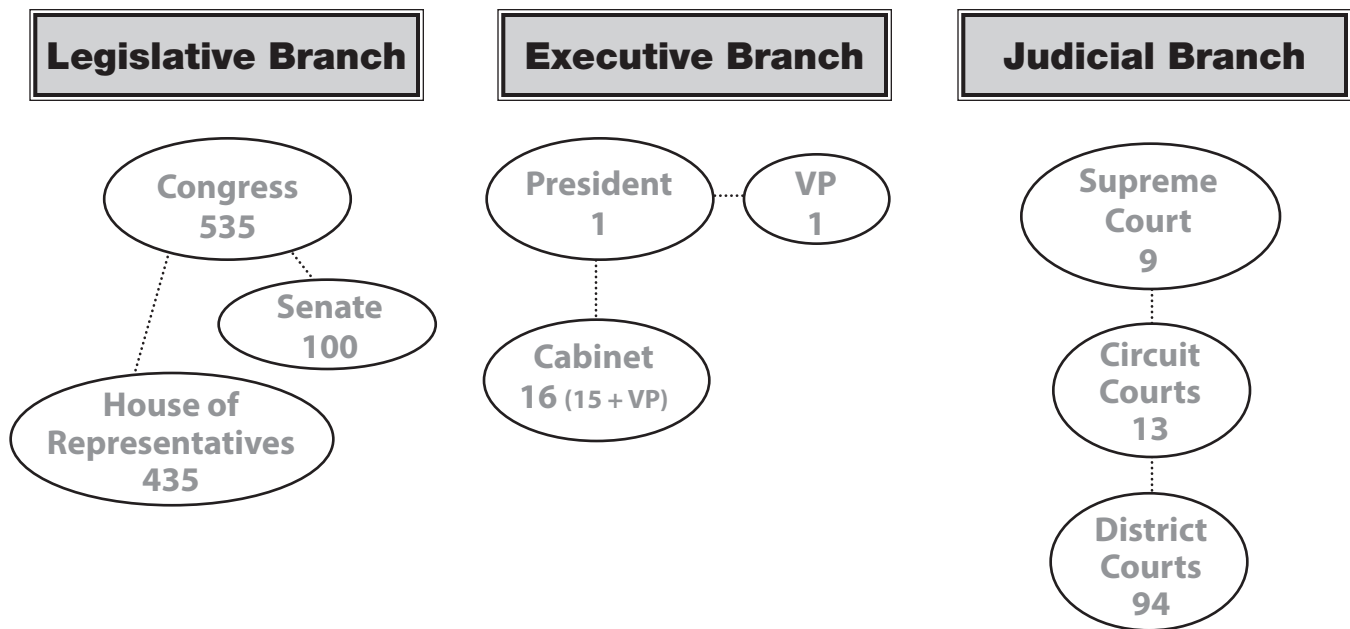 Legislative Branch
Congress
535
Senate
100
House of
Representatives
435
Executive Branch
President
1
VP
1
Cabinet
16 (15 + VP)
Judicial Branch
Supreme
Court
9
Circuit
Courts
13
District
Courts
94